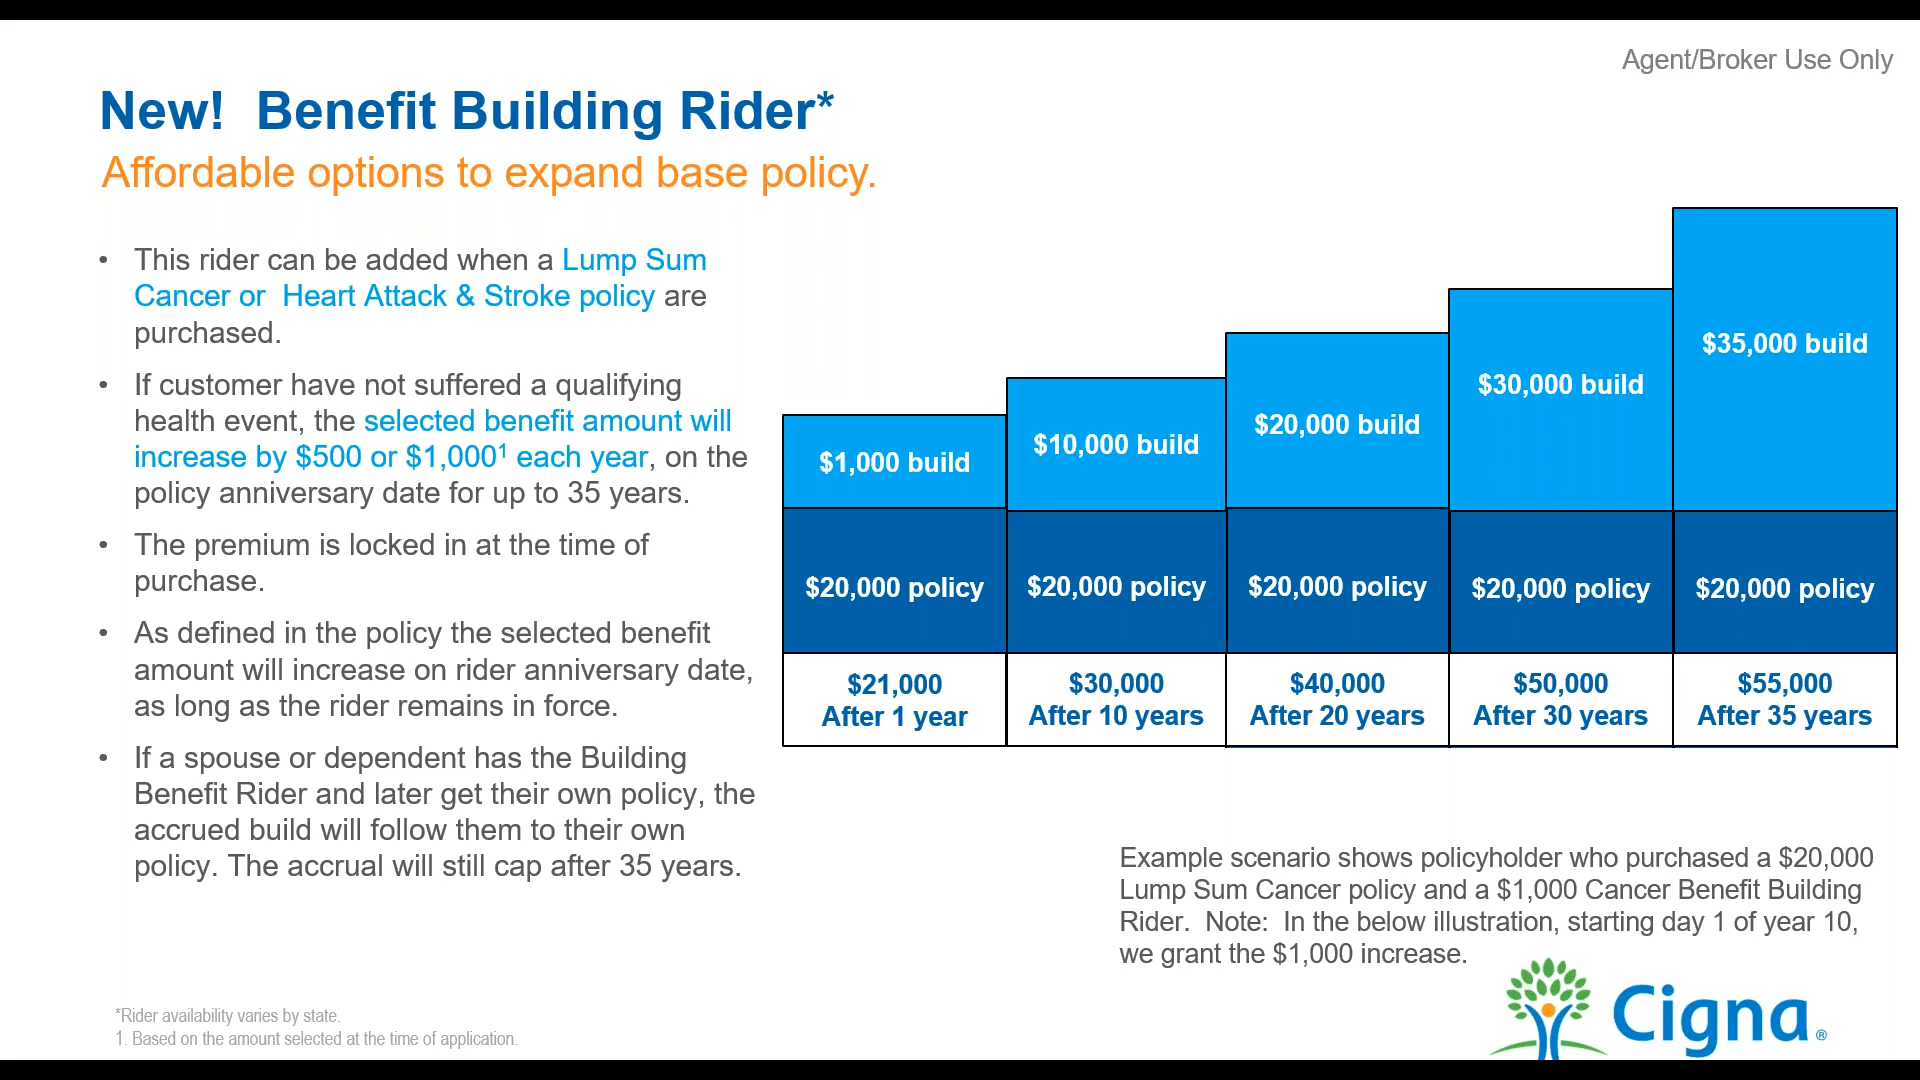 Agent/Broker Use Only
New!  Benefit Building Rider*
Affordable options to expand base policy.
• This rider can be added when a Lump Sum
Cancer or  Heart Attack & Stroke policy are
purchased.
• If customer have not suffered a qualifying
health event, the selected benefit amount will
increase by $500 or $1,000¹ each year, on the
policy anniversary date for up to 35 years.
• The premium is locked in at the time of
purchase.
• As defined in the policy the selected benefit
amount will increase on rider anniversary date,
as long as the rider remains in force.
• If a spouse or dependent has the Building
Benefit Rider and later get their own policy, the
accrued build will follow them to their own
policy. The accrual will still cap after 35 years.
$1,000 build
$20,000 policy
$21,000
After 1 year
$10,000 build
$20,000 policy
$30,000
After 10 years
$20,000 build
$20,000 policy
$40,000
After 20 years
$30,000 build
$20,000 policy
$50,000
After 30 years
$35,000 build
$20,000 policy
$55,000
After 35 years
Example scenario shows policyholder who purchased a $20,000
Lump Sum Cancer policy and a $1,000 Cancer Benefit Building
Rider.  Note:  In the below illustration, starting day 1 of year 10,
we grant the $1,000 increase.
*Rider availability varies by state.
1. Based on the amount selected at the time of application.
Cigna®